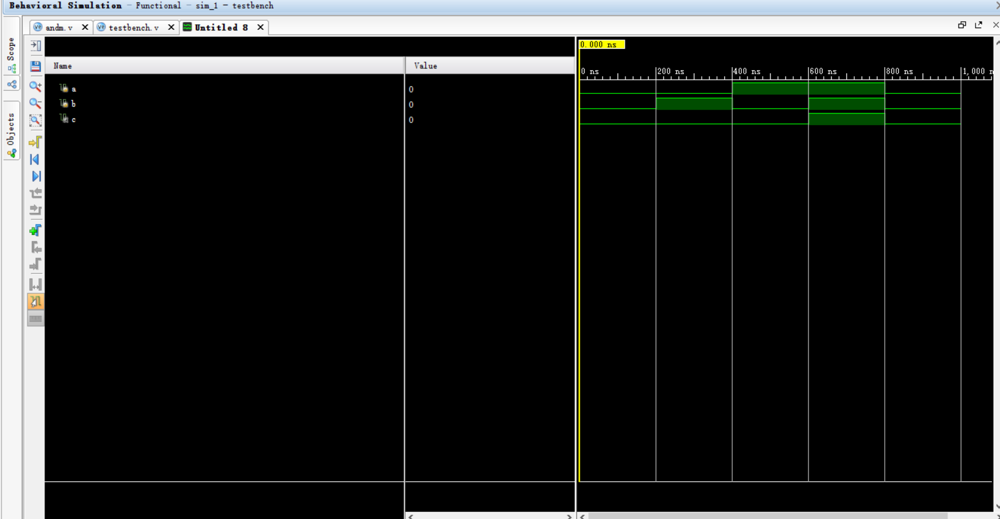 Behavioral Simulation - Functional - sim_1 - testbench
Scope
Objects
andm.v
testbench.v
Untitled 8
Name
Value
a
0
b
0
c
0
0.000 ns
0 ns
200 ns
400 ns
600 ns
800 ns
1,000 n